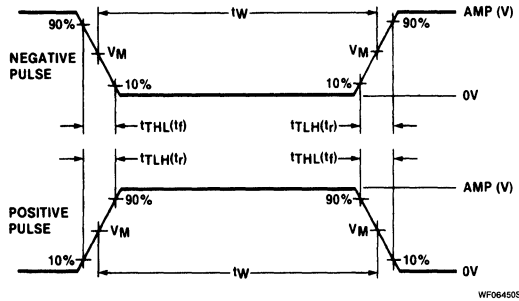 tW
AMP (V)
90%
90%
NEGATIVE
PULSE
VM
VM
10%
10%
0V
tTHL(tf)
tTLH(tr)
tTLH(tr)
tTHL(tf)
AMP (V)
90%
90%
POSITIVE
PULSE
VM
VM
10%
10%
tW
0V
WF06450S